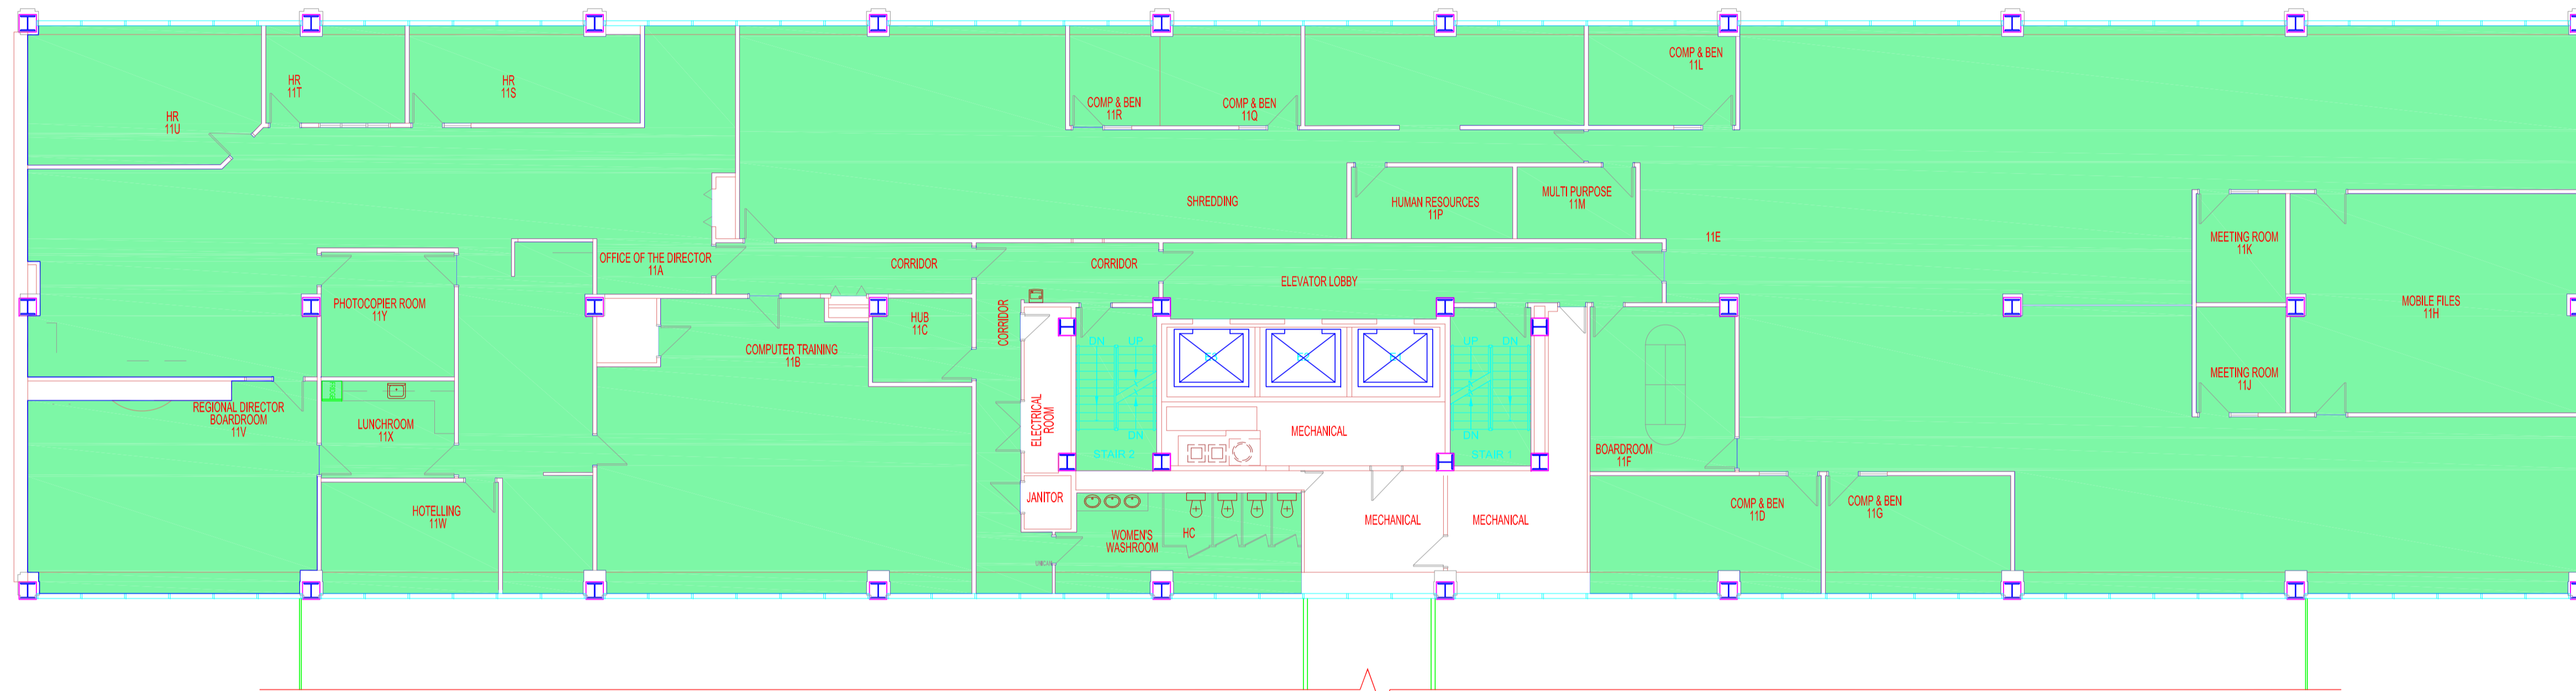 COMP & BEN
11L
HR
11T
HR
11S
COMP & BEN
11R
COMP & BEN
11Q
HR
11U
MULTI PURPOSE
11M
SHREDDING
HUMAN RESOURCES
11P
11E
MEETING ROOM
11K
OFFICE OF THE DIRECTOR
11A
CORRIDOR
CORRIDOR
ELEVATOR LOBBY
PHOTOCOPIER ROOM
11Y
MOBILE FILES
11H
HUB
11C
CORRIDOR
COMPUTER TRAINING
11B
DN
UP
UP
DN
MEETING ROOM
11J
REGIONAL DIRECTOR
BOARDROOM
11V
LUNCHROOM
11X
ELECTRICAL
ROOM
DN
MECHANICAL
DN
STAIR 2
STAIR 1
BOARDROOM
11F
JANITOR
HOTELLING
11W
COMP & BEN
11D
COMP & BEN
11G
MECHANICAL
MECHANICAL
WOMEN'S
WASHROOM
HC